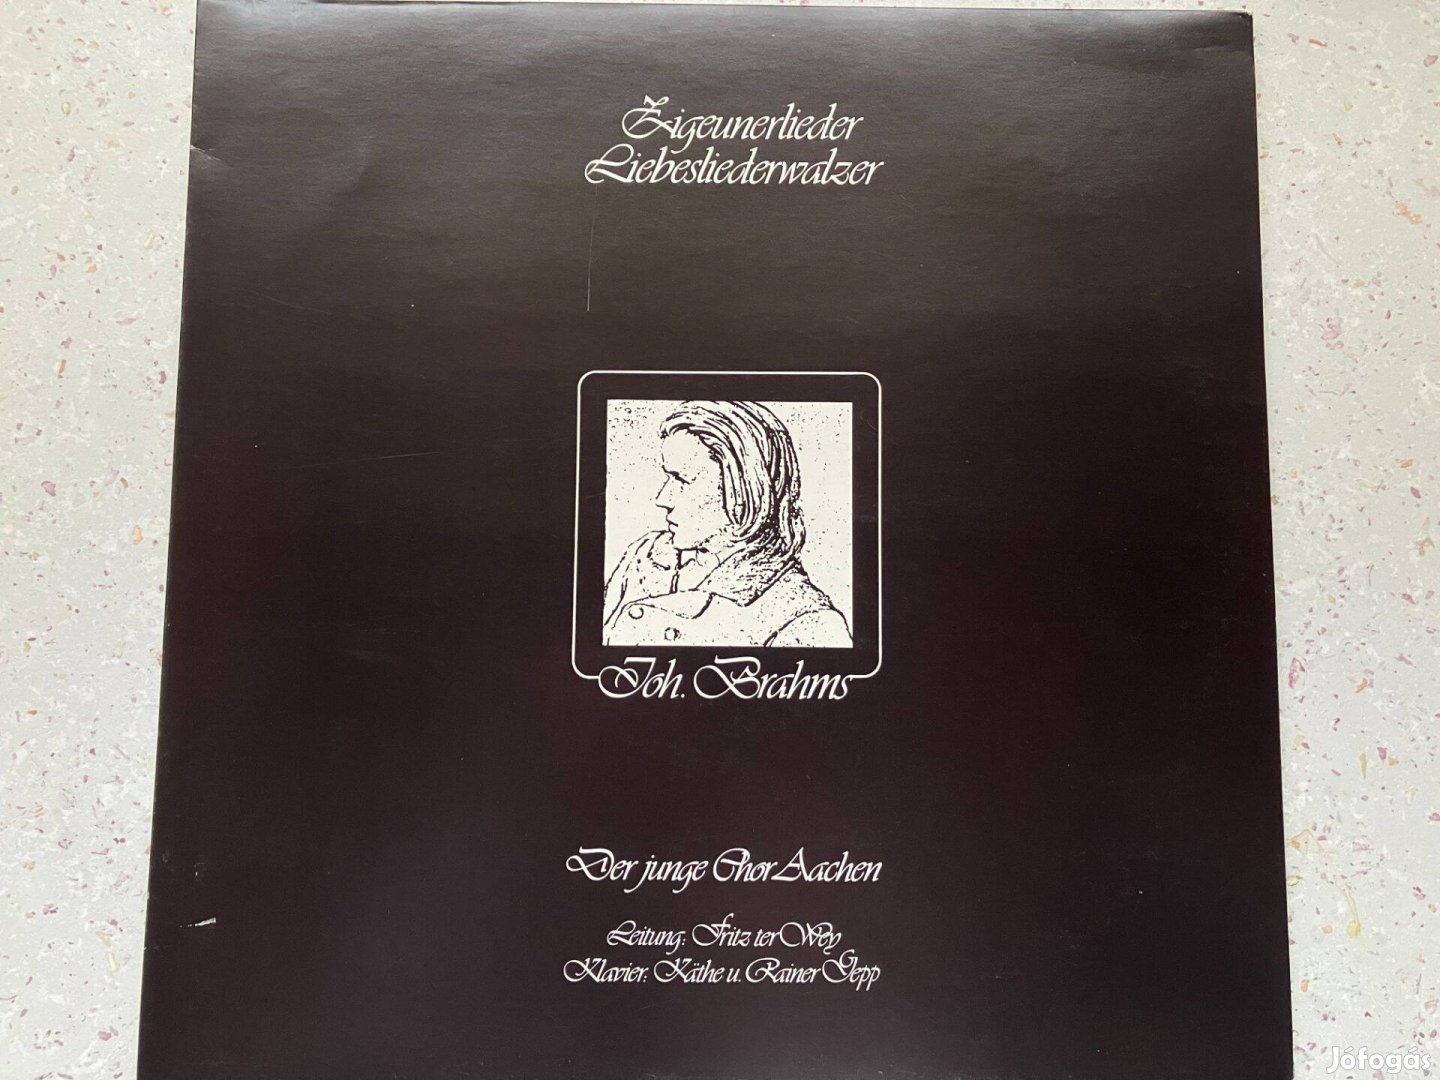 Zigeunerlieder
Liebesliederwalzer
Joh. Brahms
Der junge Chor Aachen
Leitung: Fritz ter Wey
Klavier: Käthe u. Rainer Gepp
Jófogás